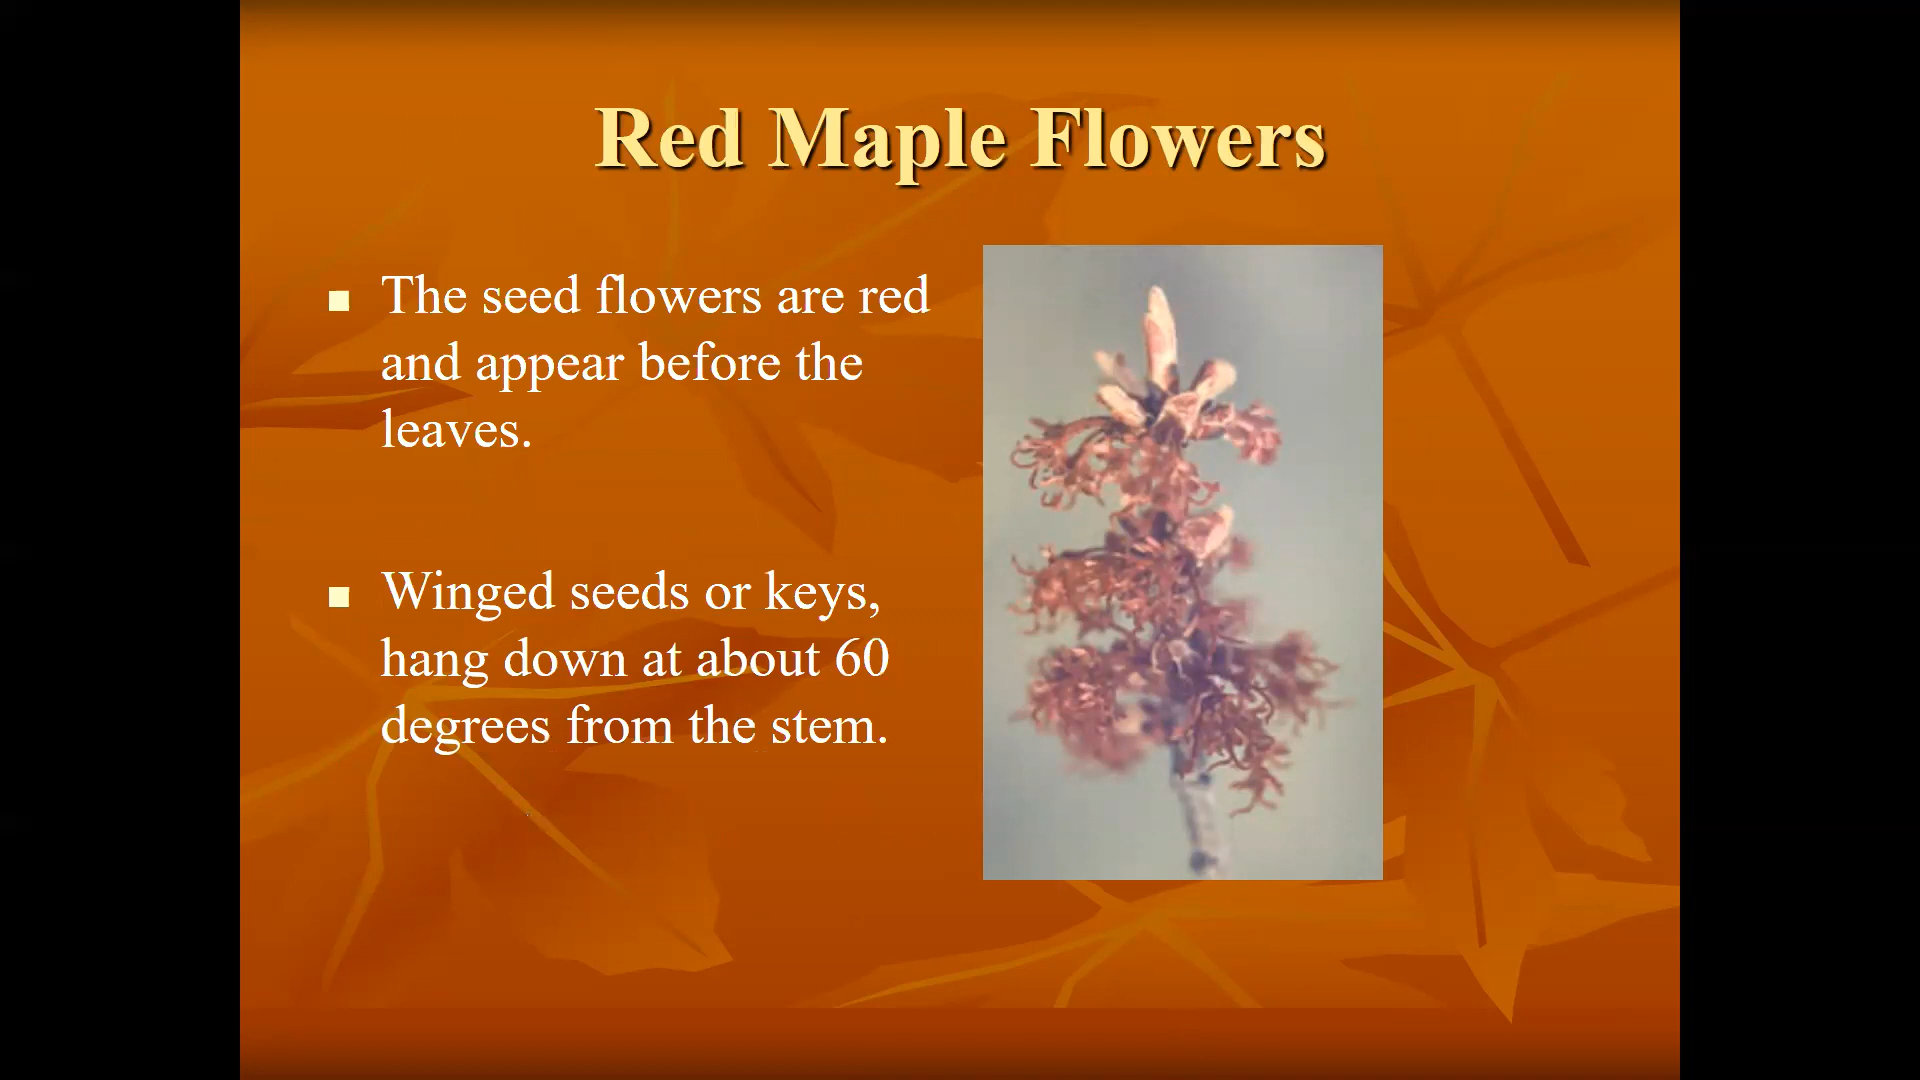 Red Maple Flowers
The seed flowers are red
and appear before the
leaves.
Winged seeds or keys,
hang down at about 60
degrees from the stem.